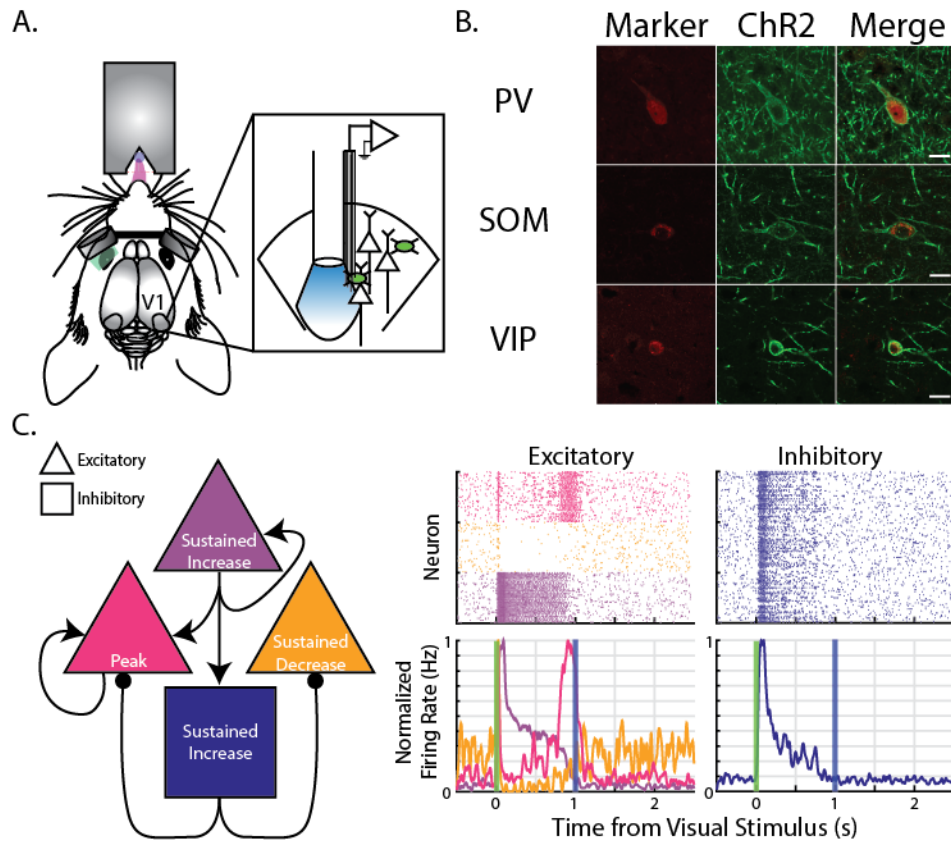 A.
V1
B.
Marker ChR2 Merge
PV
SOM
VIP
C.
Excitatory
Inhibitory
Sustained
Increase
Peak
Sustained
Decrease
Sustained
Increase
Excitatory
Inhibitory
Neuron
Normalized
Firing Rate (Hz)
1
0
0 1 2
1
0
0 1 2
Time from Visual Stimulus (s)